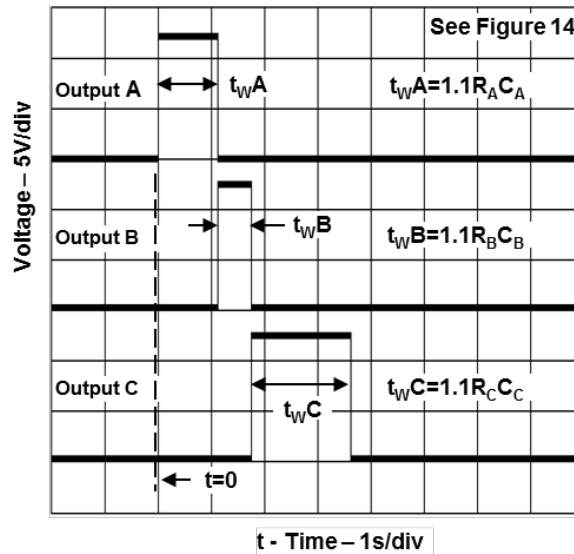 See Figure 14
Output A
tWA
tWA=1.1RACA
Voltage – 5V/div
Output B
tWB
tWB=1.1RBCB
Output C
tWC
tWC=1.1RCCC
t=0
t - Time – 1s/div